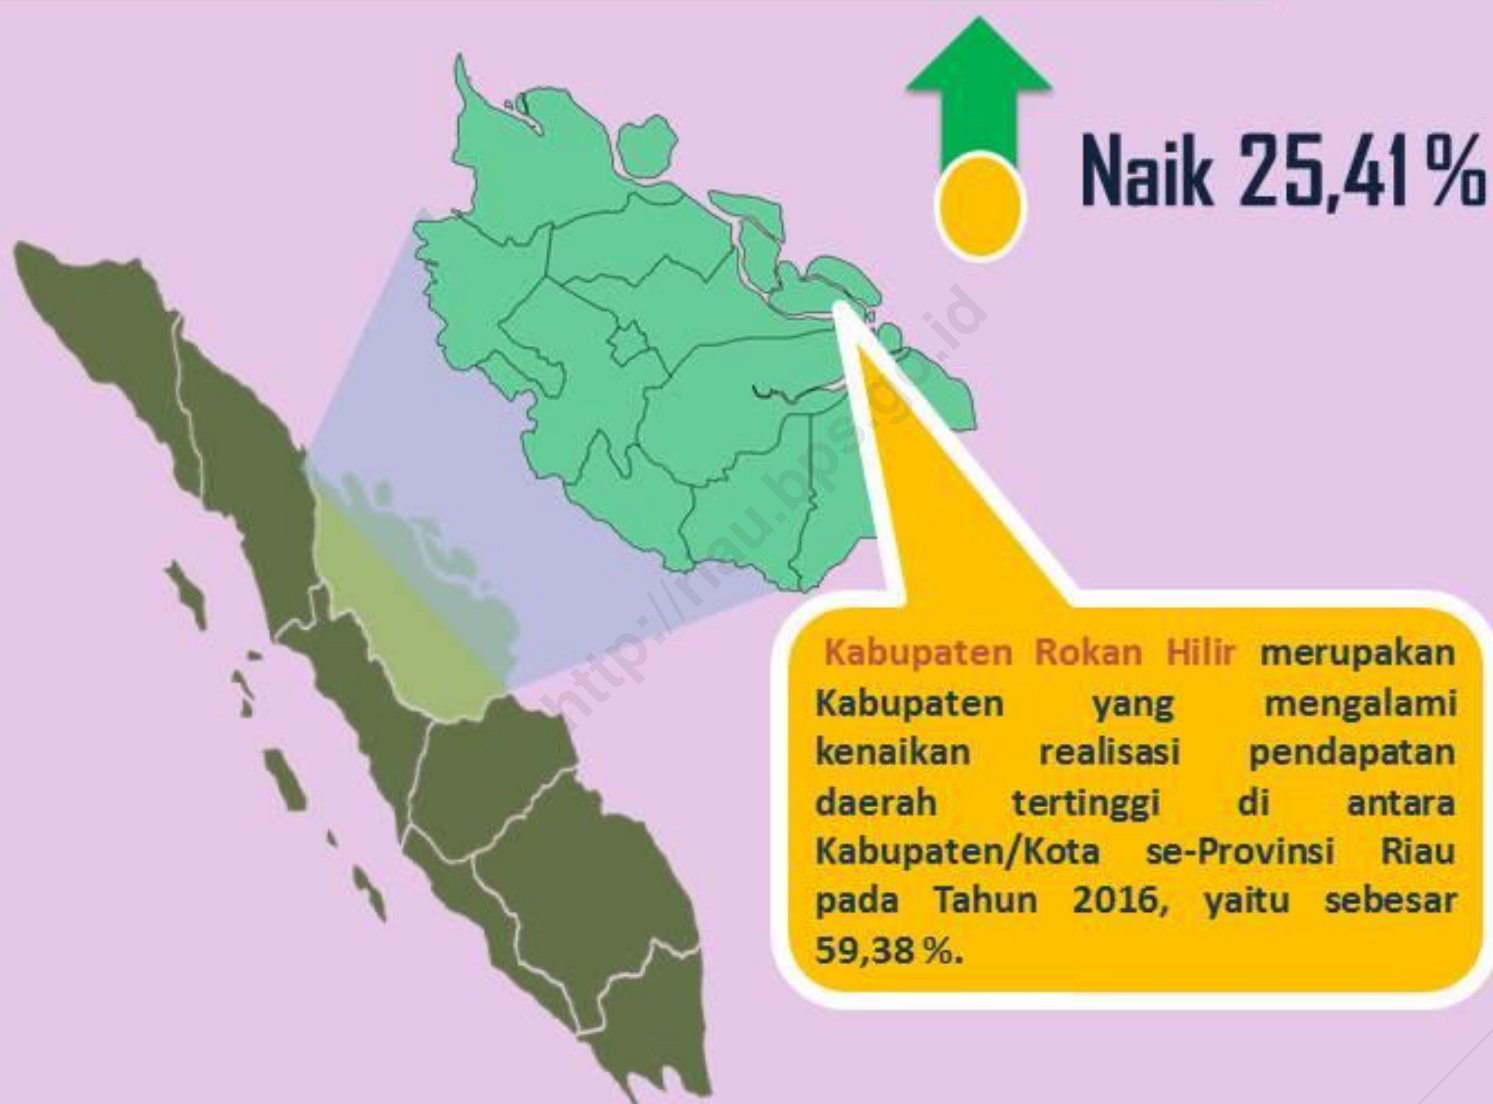 Naik 25,41 %
http://riau.bps.go.id
Kabupaten Rokan Hilir merupakan
Kabupaten yang mengalami
kenaikan realisasi pendapatan
daerah tertinggi di antara
Kabupaten/Kota se-Provinsi Riau
pada Tahun 2016, yaitu sebesar
59,38 %.